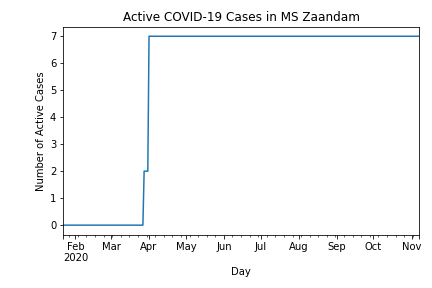 Active COVID-19 Cases in MS Zaandam
Number of Active Cases
7
6
5
4
3
2
1
0
Feb Mar Apr May Jun Jul Aug Sep Oct Nov
2020
Day